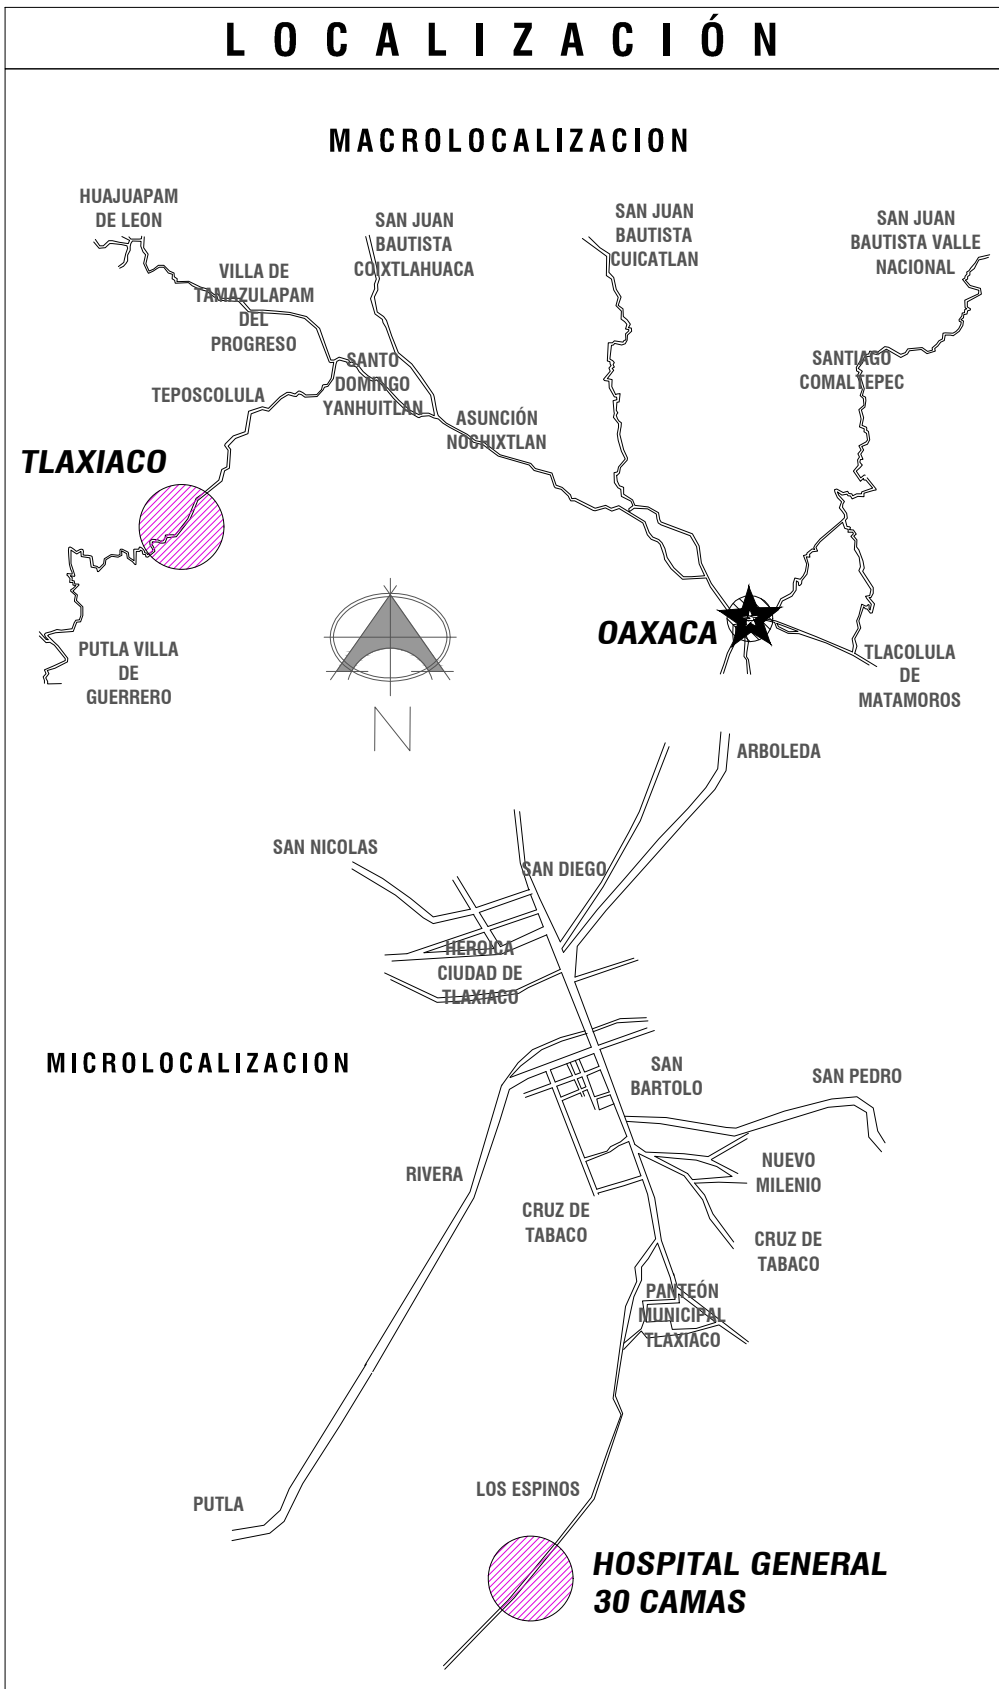 LOCALIZACIÓN
MACROLOCALIZACION
HUAJUAPAM
DE LEON
SAN JUAN
BAUTISTA
COIXTLAHUACA
SAN JUAN
BAUTISTA
CUICATLAN
SAN JUAN
BAUTISTA VALLE
NACIONAL
VILLA DE
TAMAZULAPAM
DEL
PROGRESO
SANTO
DOMINGO
YANHUITLAN
SANTIAGO
COMALTEPEC
TEPOSCOLULA
ASUNCIÓN
NOCHIXTLAN
TLAXIACO
OAXACA
PUTLA VILLA
DE
GUERRERO
TLACOLULA
DE
MATAMOROS
N
ARBOLEDA
SAN NICOLAS
SAN DIEGO
HEROICA
CIUDAD DE
TLAXIACO
MICROLOCALIZACION
SAN
BARTOLO
SAN PEDRO
RIVERA
NUEVO
MILENIO
CRUZ DE
TABACO
CRUZ DE
TABACO
PANTEÓN
MUNICIPAL
TLAXIACO
LOS ESPINOS
PUTLA
HOSPITAL GENERAL
30 CAMAS